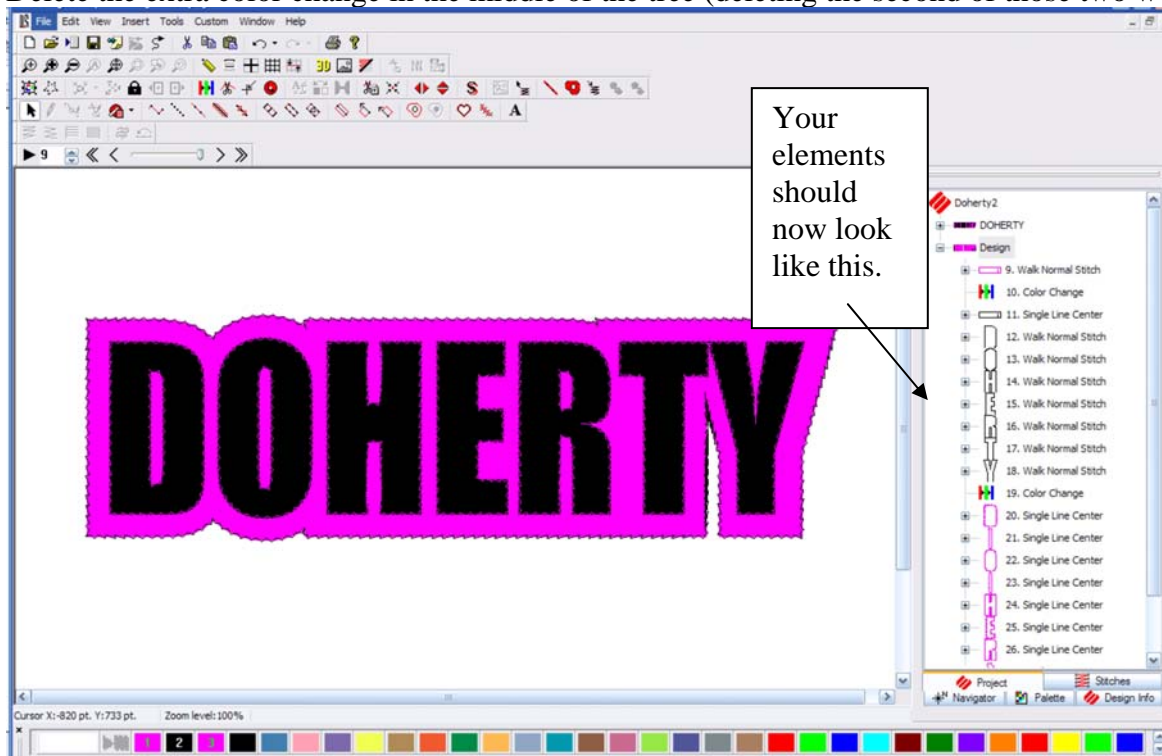 Delete the extra color change in the middle of the tree (deleting the second of those two w
File Edit View Insert Tools Custom Window Help
3D
S
A
9
Your
elements
should
now look
like this.
Doherty2
DOHERTY
Design
9. Walk Normal Stitch
10. Color Change
11. Single Line Center
12. Walk Normal Stitch
13. Walk Normal Stitch
14. Walk Normal Stitch
15. Walk Normal Stitch
16. Walk Normal Stitch
17. Walk Normal Stitch
18. Walk Normal Stitch
19. Color Change
20. Single Line Center
21. Single Line Center
22. Single Line Center
23. Single Line Center
24. Single Line Center
25. Single Line Center
26. Single Line Center
DOHERTY
Project Stitches
Navigator Palette Design Info
Cursor X:-820 pt. Y:733 pt. Zoom level:100%
1 2 3